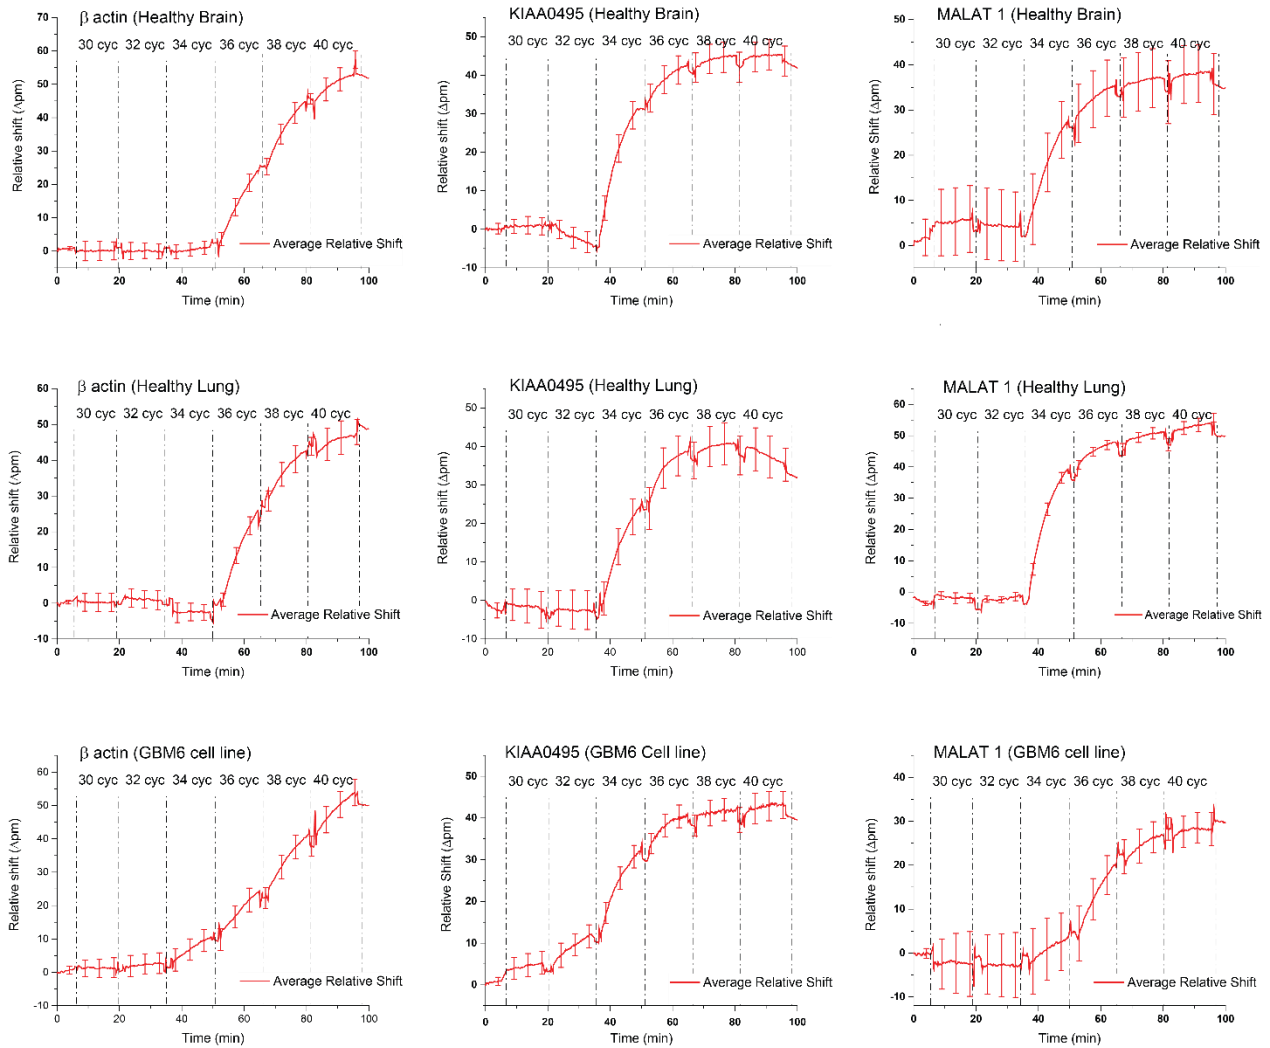 β actin (Healthy Brain)
30 cyc 32 cyc 34 cyc 36 cyc 38 cyc 40 cyc
Relative shift (Δpm)
70
60
50
40
30
20
10
0
-10
Average Relative Shift
0 20 40 60 80 100
Time (min)
KIAA0495 (Healthy Brain)
30 cyc 32 cyc 34 cyc 36 cyc 38 cyc 40 cyc
Relative shift (Δpm)
50
40
30
20
10
0
-10
Average Relative Shift
0 20 40 60 80 100
Time (min)
MALAT 1 (Healthy Brain)
30 cyc 32 cyc 34 cyc 36 cyc 38 cyc 40 cyc
Relative Shift (Δpm)
50
40
30
20
10
0
Average Relative Shift
0 20 40 60 80 100
Time (min)
β actin (Healthy Lung)
30 cyc 32 cyc 34 cyc 36 cyc 38 cyc 40 cyc
Relative shift (Δpm)
60
50
40
30
20
10
0
-10
Average Relative Shift
0 20 40 60 80 100
Time (min)
KIAA0495 (Healthy Lung)
30 cyc 32 cyc 34 cyc 36 cyc 38 cyc 40 cyc
Relative shift (Δpm)
50
40
30
20
10
0
-10
Average Relative Shift
0 20 40 60 80 100
Time (min)
MALAT 1 (Healthy Lung)
30 cyc 32 cyc 34 cyc 36 cyc 38 cyc 40 cyc
Relative shift (Δpm)
60
50
40
30
20
10
0
-10
Average Relative Shift
0 20 40 60 80 100
Time (min)
β actin (GBM6 cell line)
30 cyc 32 cyc 34 cyc 36 cyc 38 cyc 40 cyc
Relative shift (Δpm)
60
50
40
30
20
10
0
-10
Average Relative Shift
0 20 40 60 80 100
Time (min)
KIAA0495 (GBM6 Cell line)
30 cyc 32 cyc 34 cyc 36 cyc 38 cyc 40 cyc
Relative shift (Δpm)
50
40
30
20
10
0
Average Relative Shift
0 20 40 60 80 100
Time (min)
MALAT 1 (GBM6 cell line)
30 cyc 32 cyc 34 cyc 36 cyc 38 cyc 40 cyc
Relative shift (Δpm)
40
30
20
10
0
-10
Average Relative Shift
0 20 40 60 80 100
Time (min)